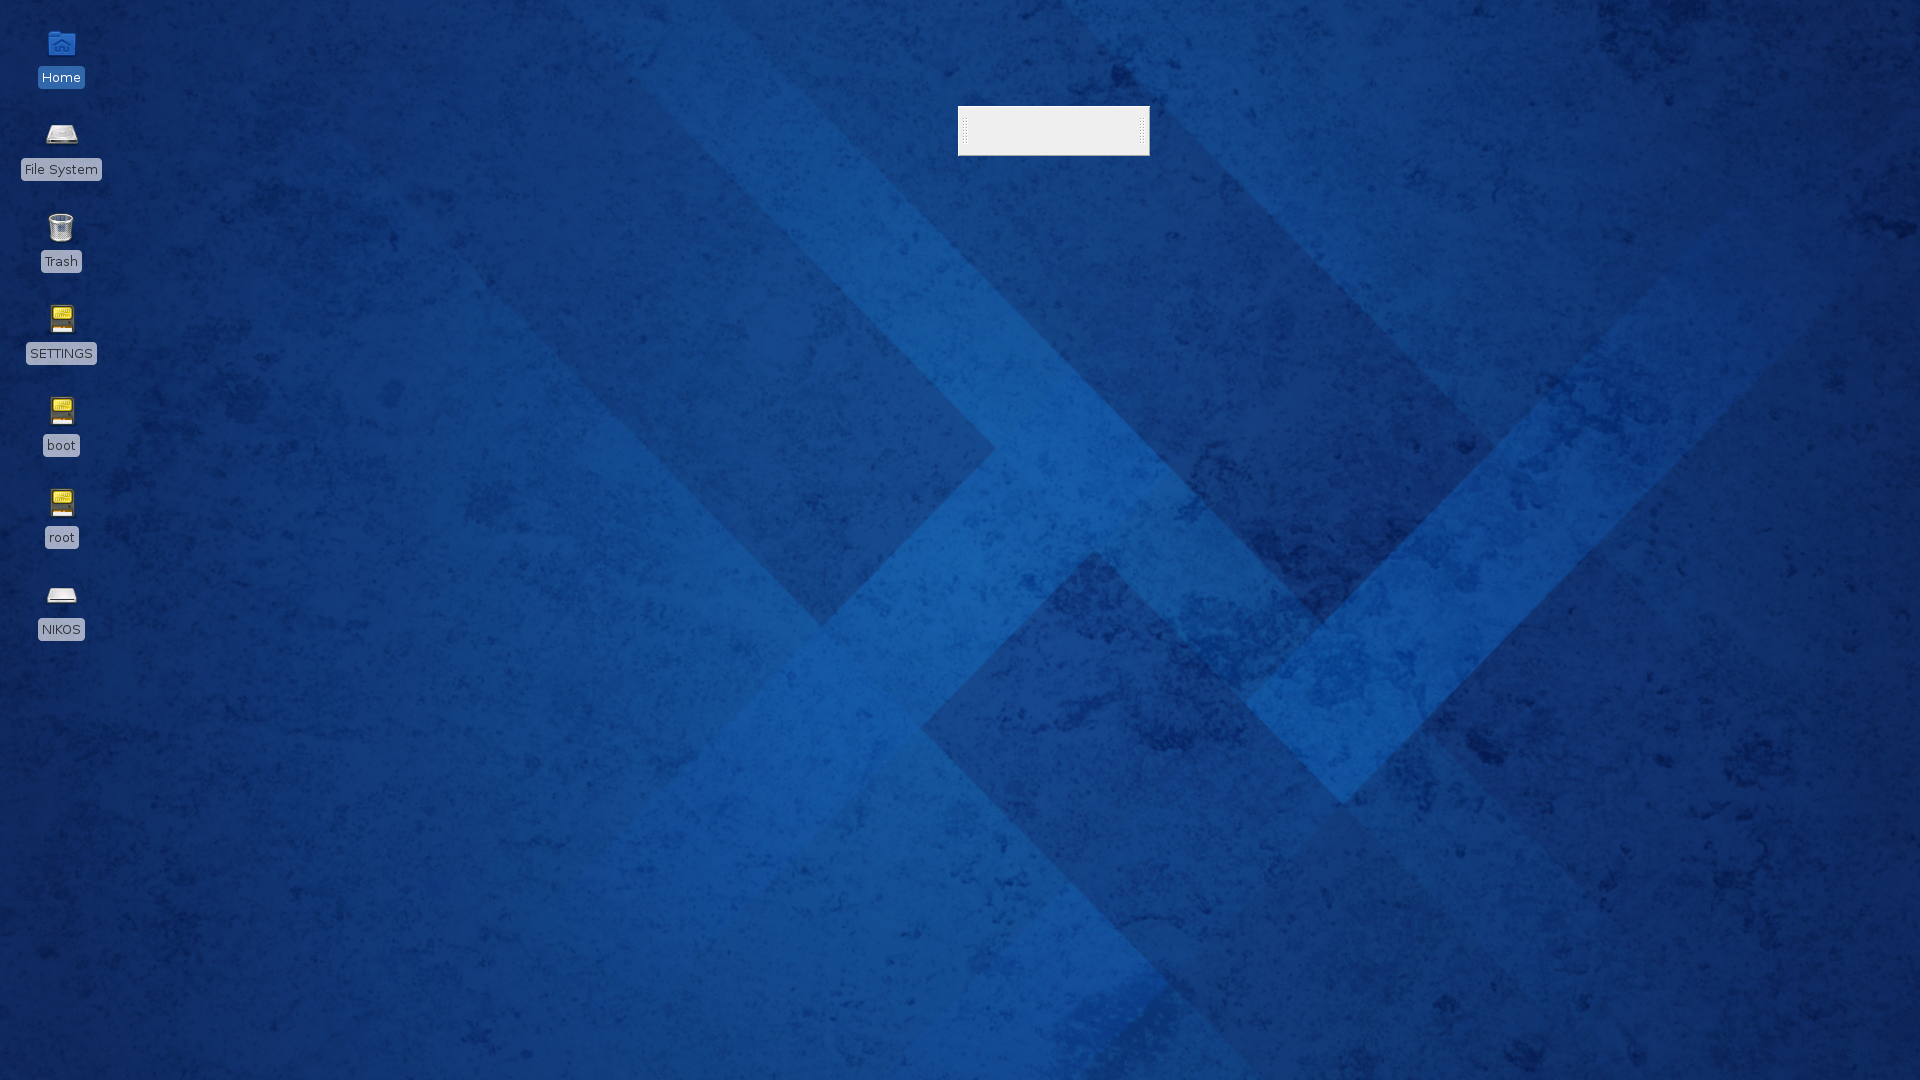 Home
File System
Trash
SETTINGS
boot
root
NIKOS